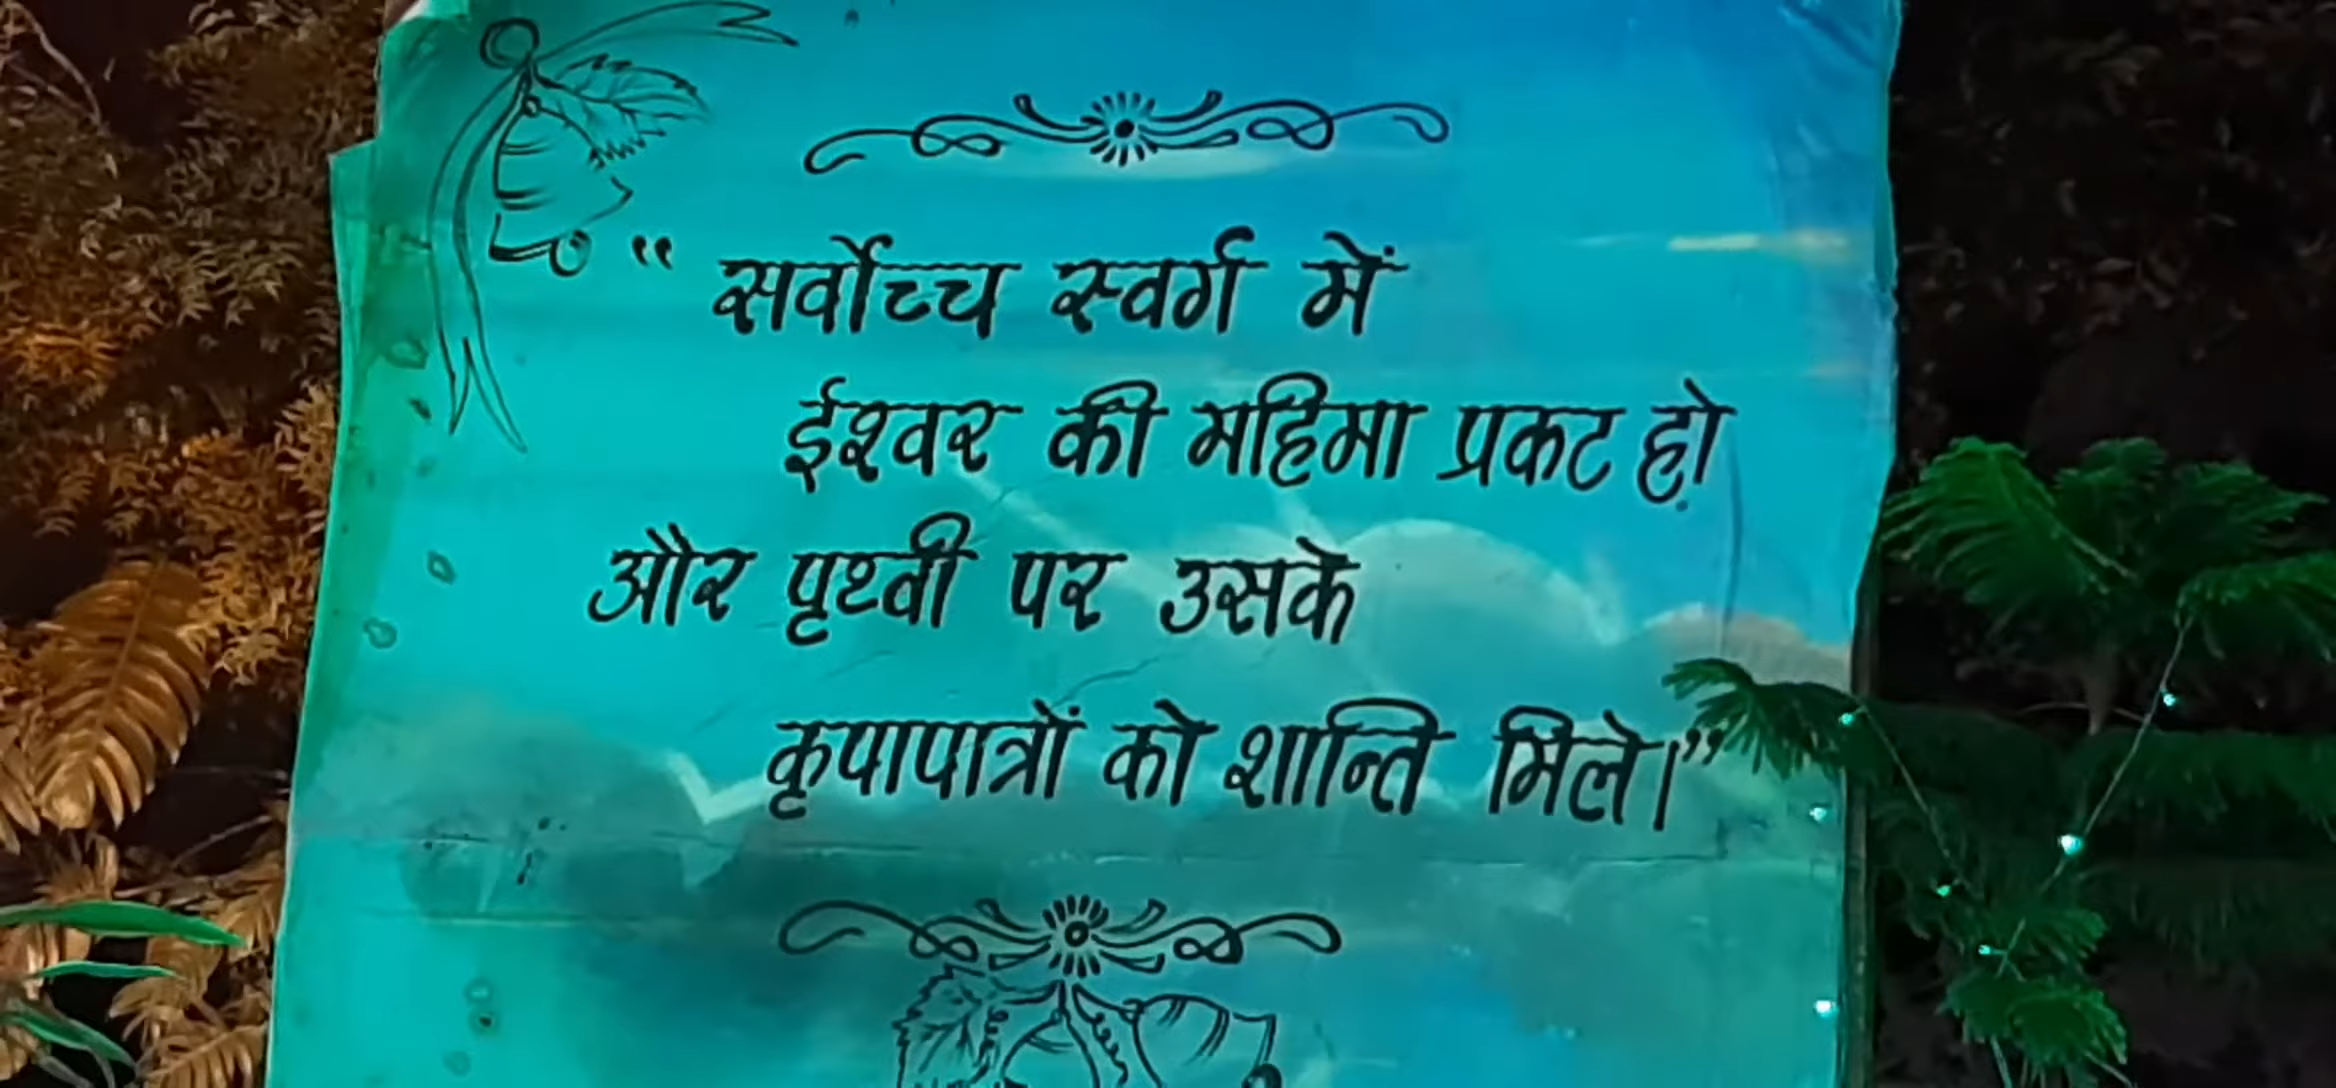 “ सर्वोच्च स्वर्ग में
ईश्वर की महिमा प्रकट हो
और पृथ्वी पर उसके
कृपापात्रों को शान्ति मिले।”